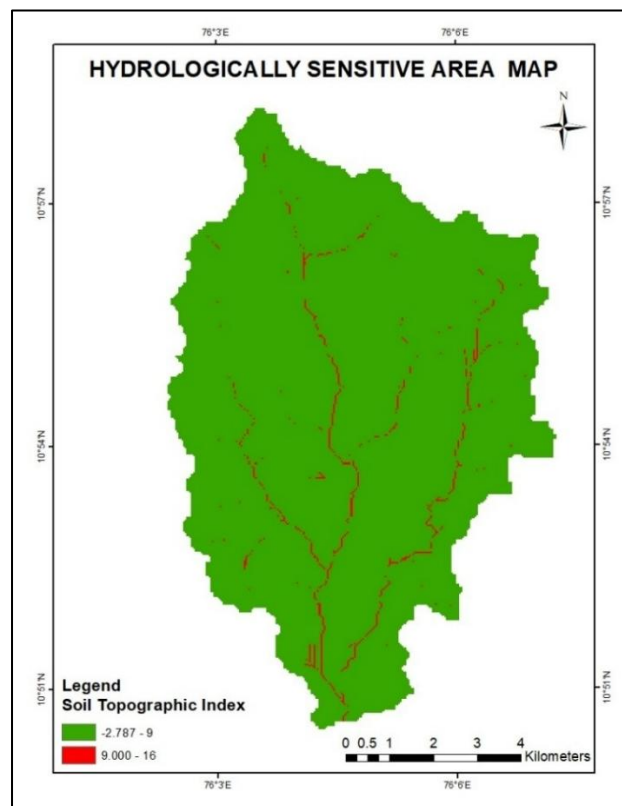 76°3'E 76°6'E
HYDROLOGICALLY SENSITIVE AREA MAP
N
10°57'N 10°57'N
10°54'N 10°54'N
10°51'N 10°51'N
Legend
Soil Topographic Index
-2.787 - 9
9.000 - 16
0 0.5 1 2 3 4
Kilometers
76°3'E 76°6'E